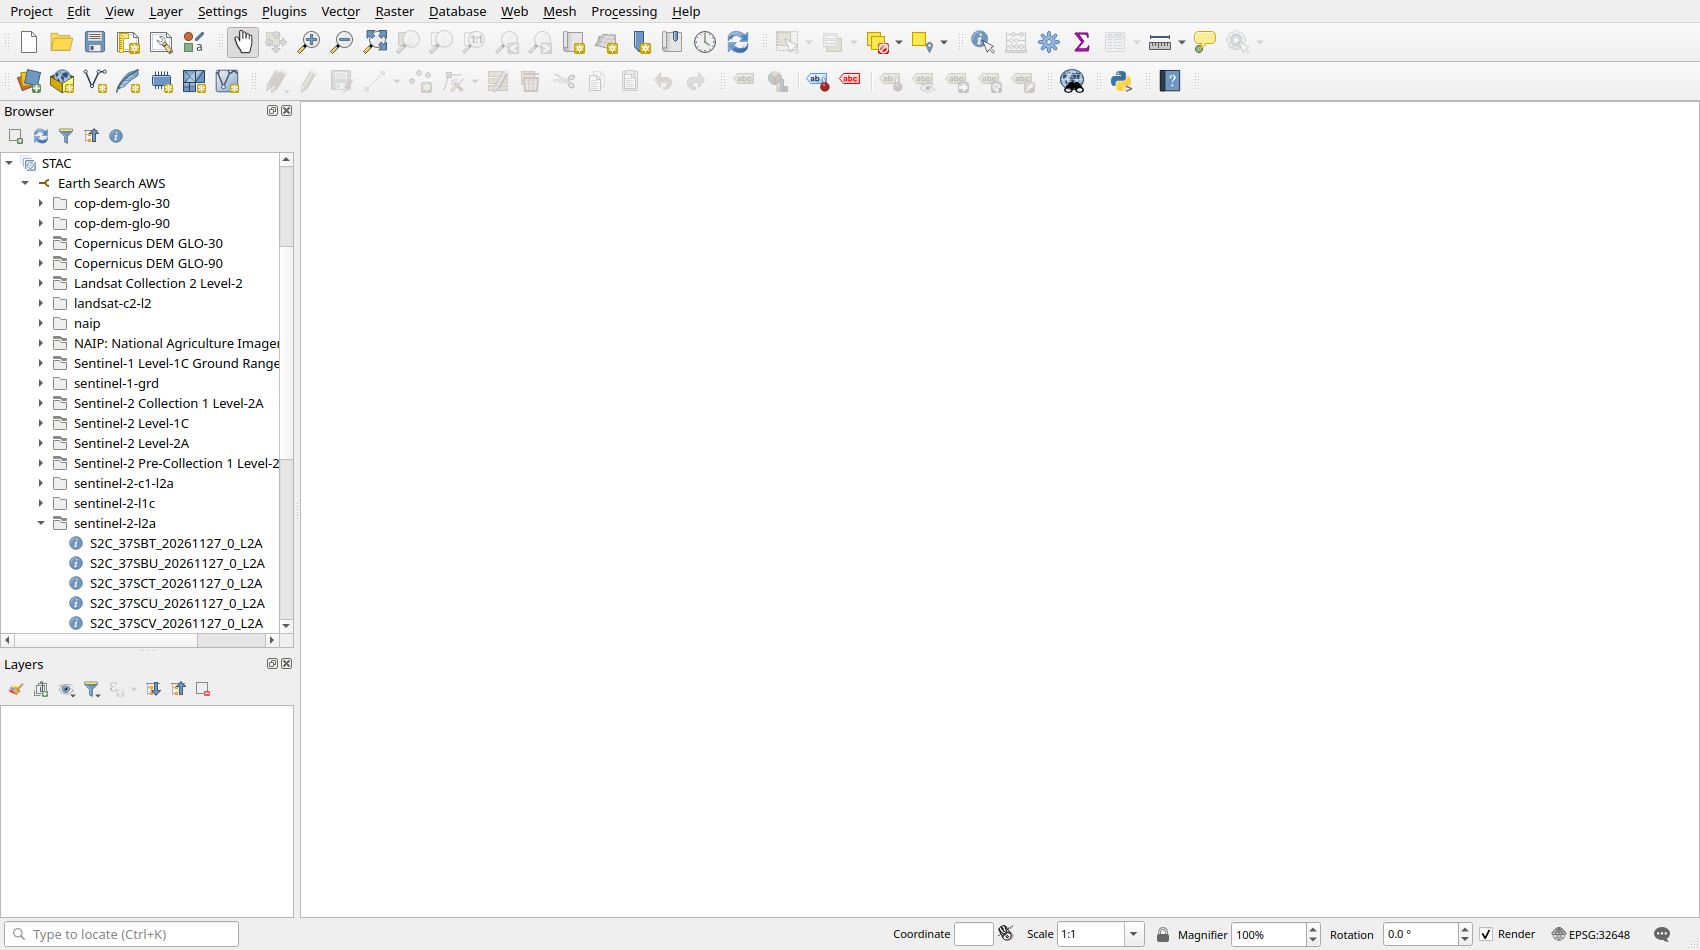 Project Edit View Layer Settings Plugins Vector Raster Database Web Mesh Processing Help
Browser
STAC
Earth Search AWS
cop-dem-glo-30
cop-dem-glo-90
Copernicus DEM GLO-30
Copernicus DEM GLO-90
Landsat Collection 2 Level-2
landsat-c2-l2
naip
NAIP: National Agriculture Imager
Sentinel-1 Level-1C Ground Range
sentinel-1-grd
Sentinel-2 Collection 1 Level-2A
Sentinel-2 Level-1C
Sentinel-2 Level-2A
Sentinel-2 Pre-Collection 1 Level-2
sentinel-2-c1-l2a
sentinel-2-l1c
sentinel-2-l2a
S2C_37SBT_20261127_0_L2A
S2C_37SBU_20261127_0_L2A
S2C_37SCT_20261127_0_L2A
S2C_37SCU_20261127_0_L2A
S2C_37SCV_20261127_0_L2A
Layers
Type to locate (Ctrl+K)
Coordinate Scale 1:1 Magnifier 100% Rotation 0.0 ° Render EPSG:32648